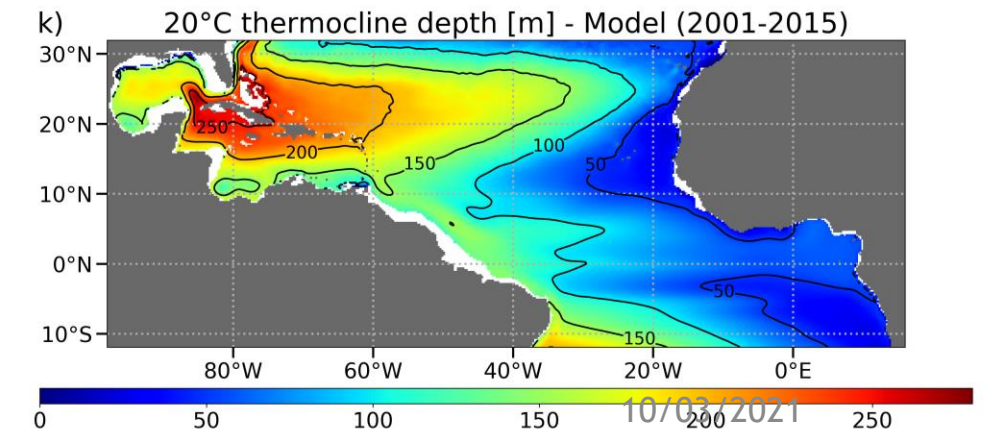 k) 20°C thermocline depth [m] - Model (2001-2015)
30°N
20°N
10°N
0°N
10°S
250
200
150
100
50
50
150
80°W 60°W 40°W 20°W 0°E
0 50 100 150 200 250
10/03/2021